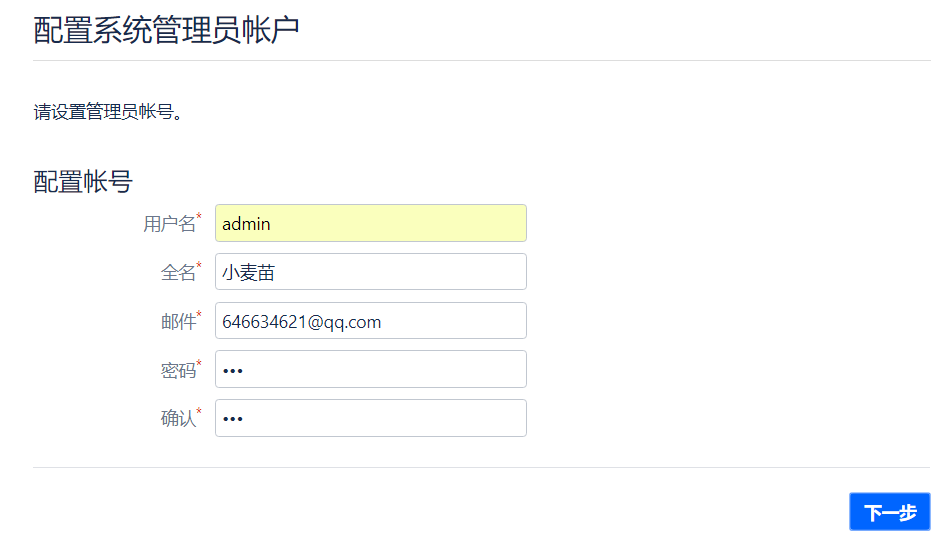 配置系统管理员帐户
请设置管理员帐号。
配置帐号
用户名* admin
全名* 小麦苗
邮件* 646634621@qq.com
密码* •••
确认* •••
下一步